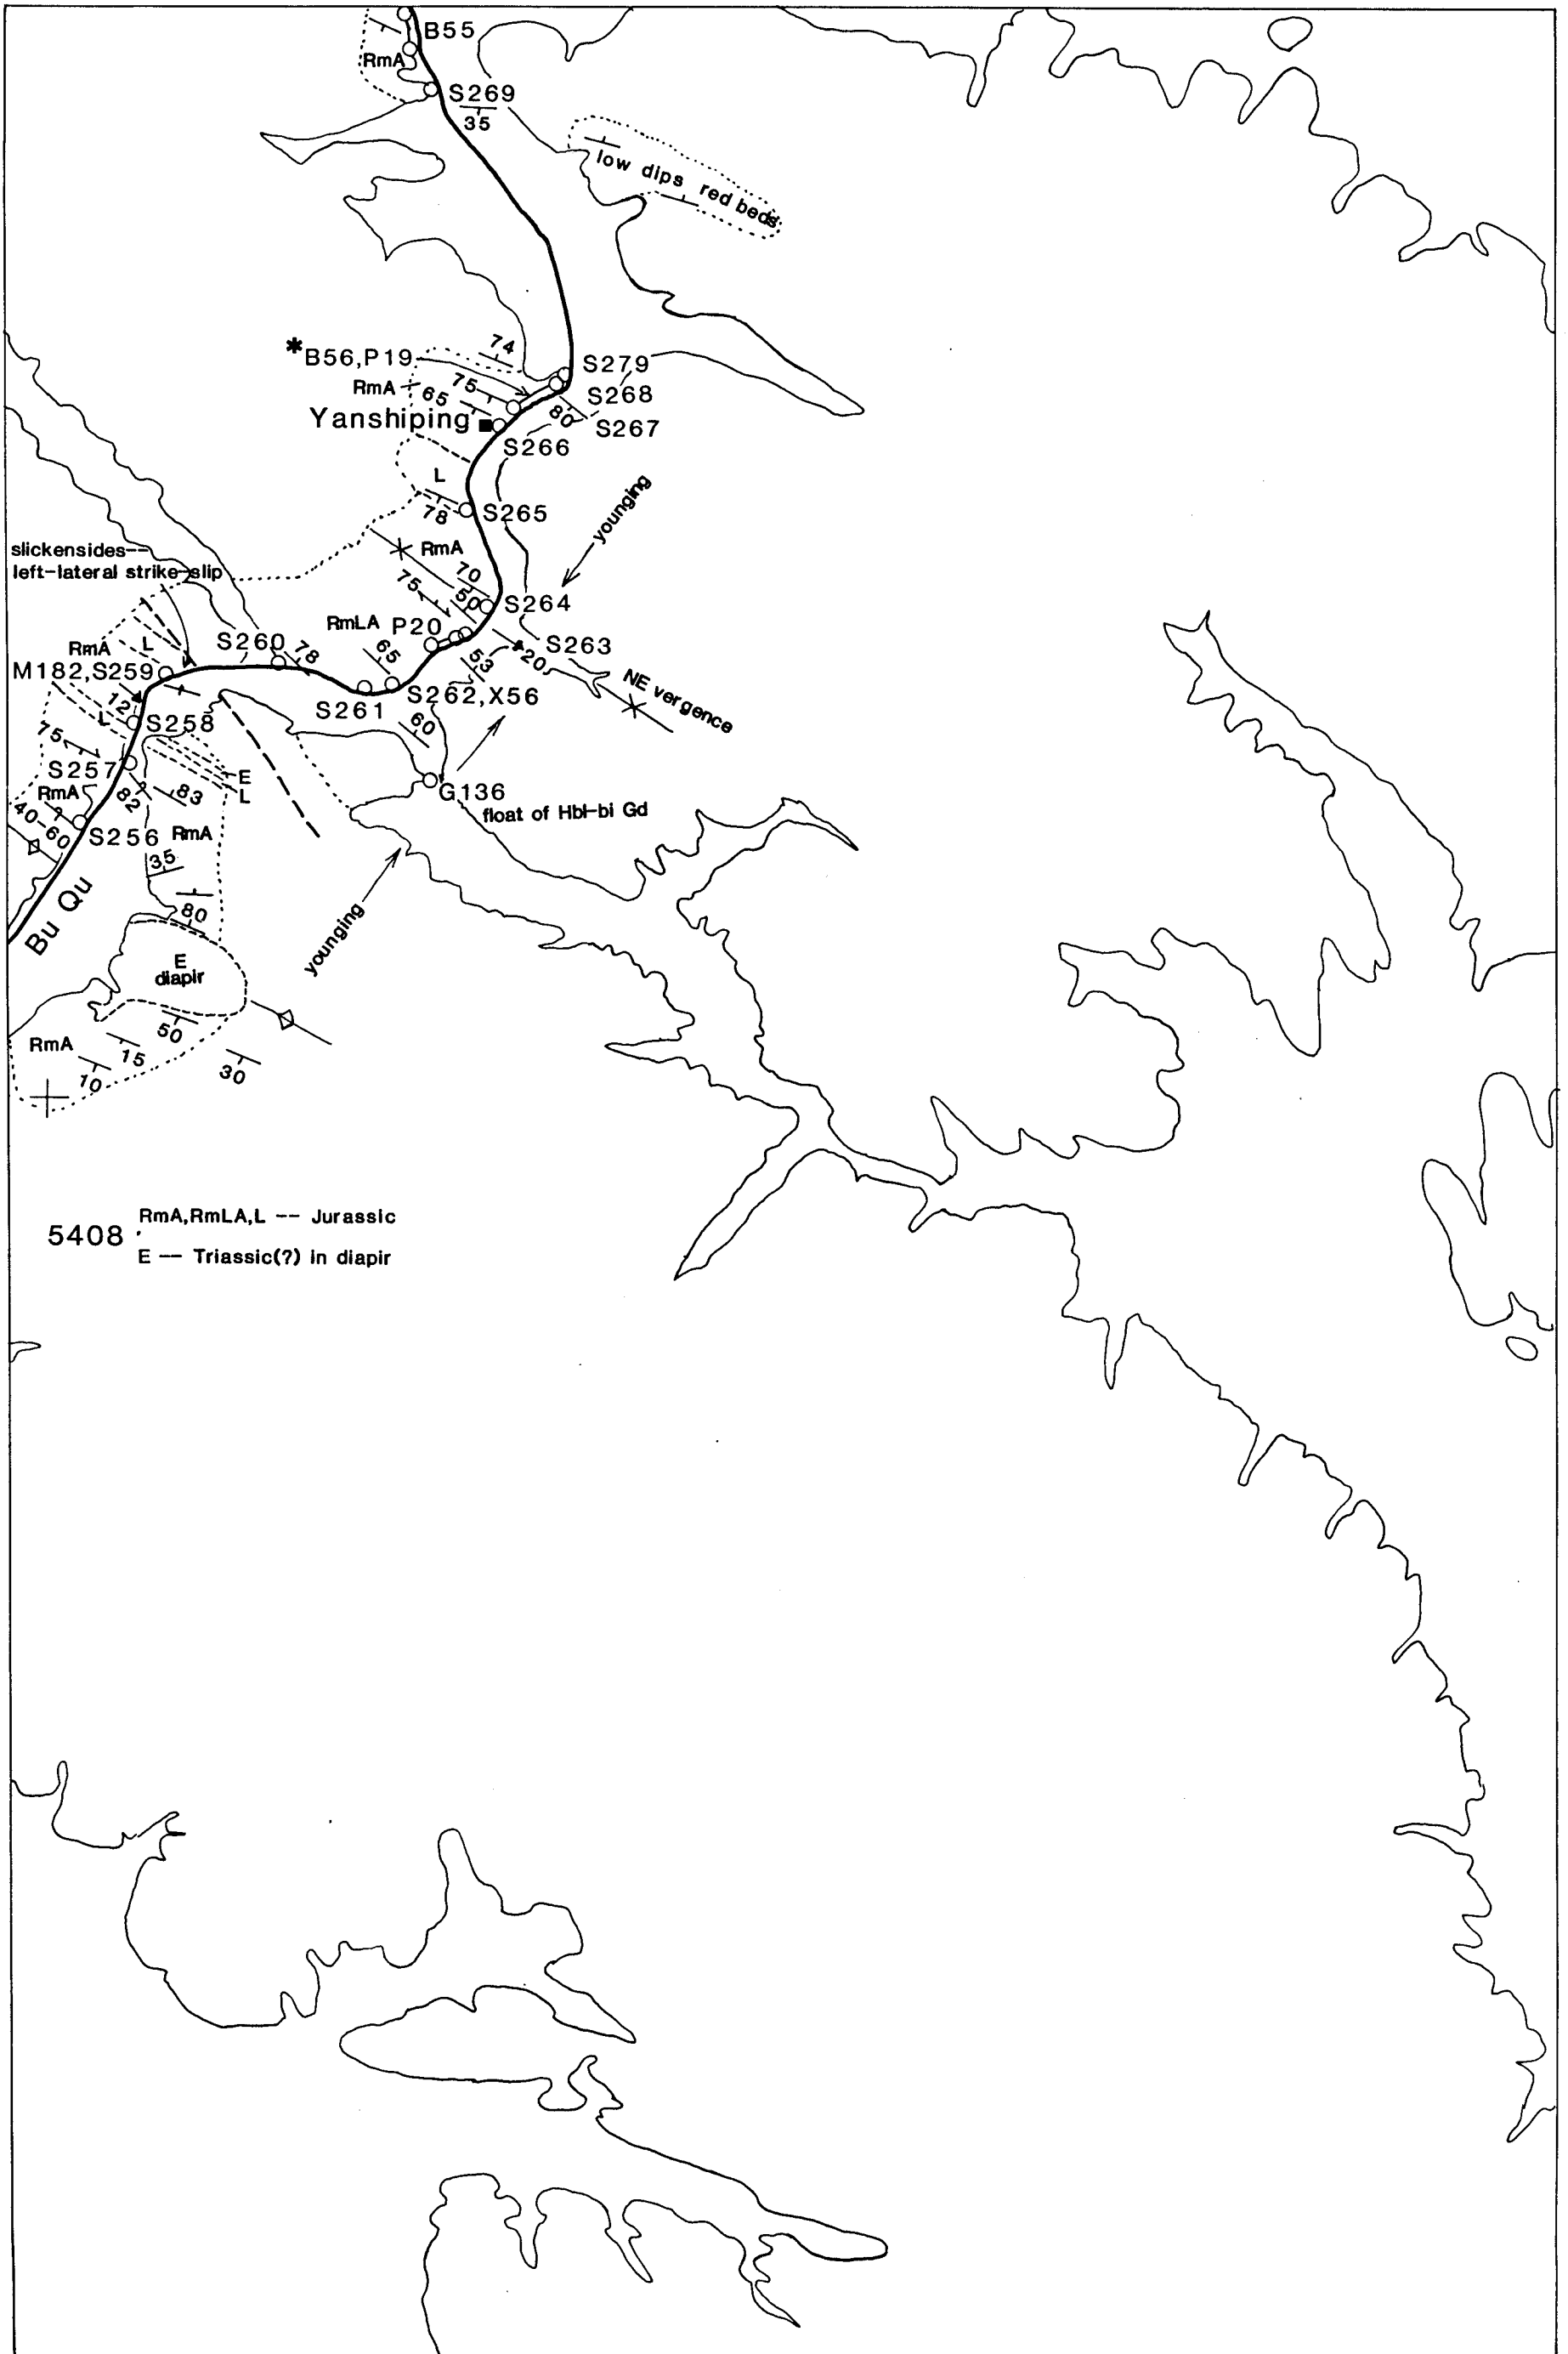 B55
RmA
S269
35
low dips red beds
74
*B56,P19
S279
RmA
75
65
S268
80
S267
Yanshiping
S266
L
78
S265
younging
slickensides--
left-lateral strike-slip
RmA
70
75
50
S264
RmLA
P20
S263
L
RmA
S260
78
65
53
20
NE vergence
M182,S259
12
S262,X56
S261
L
S258
60
75
S257
E
L
G136
RmA
82
83
float of Hbl-bi Gd
40-60
S256
RmA
35
Bu Qu
80
younging
E
diapir
50
RmA
15
10
30
5408
RmA,RmLA,L -- Jurassic
E -- Triassic(?) in diapir